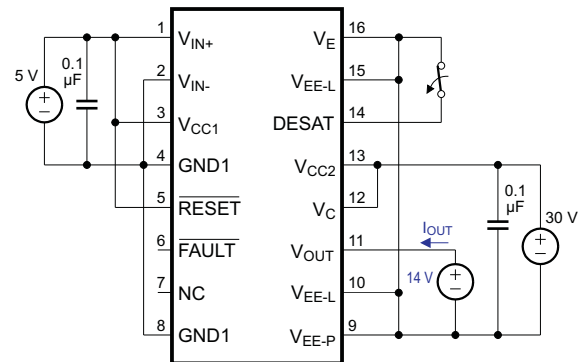 1 V_IN+ V_E 16
2 V_IN- V_EE-L 15
3 V_CC1 DESAT 14
4 GND1 V_CC2 13
5 RESET V_C 12
6 FAULT V_OUT 11
7 NC V_EE-L 10
8 GND1 V_EE-P 9
5 V
0.1
µF
I_OUT
14 V
0.1
µF
30 V